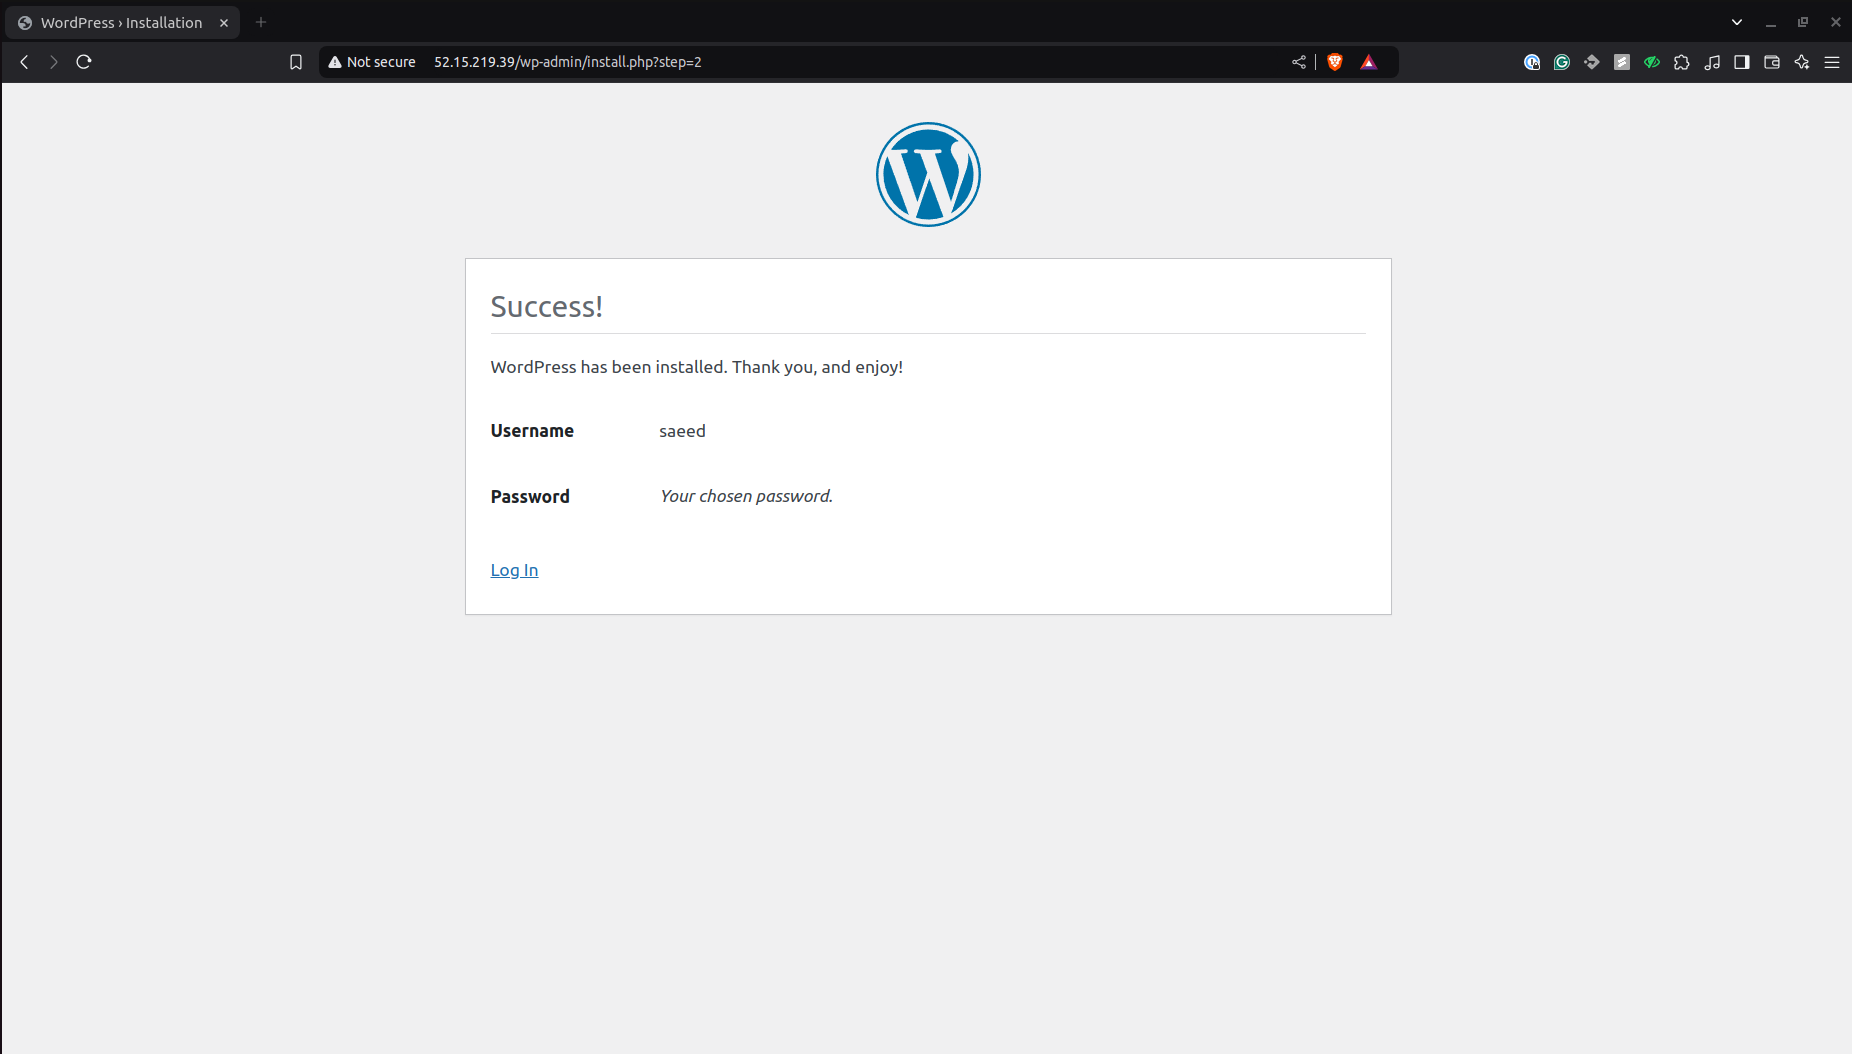 WordPress › Installation
Not secure 52.15.219.39/wp-admin/install.php?step=2
Success!
WordPress has been installed. Thank you, and enjoy!
Username saeed
Password Your chosen password.
Log In